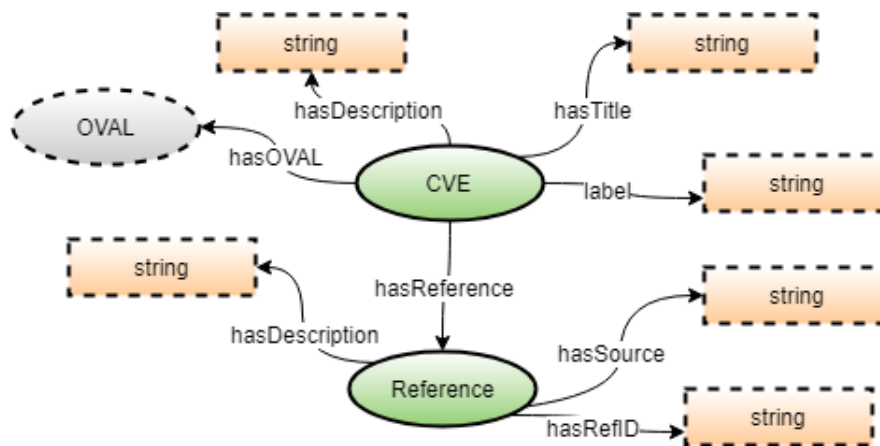 string
string
hasDescription
hasTitle
OVAL
hasOVAL
CVE
label
string
string
hasReference
string
hasDescription
hasSource
Reference
string
hasRefID